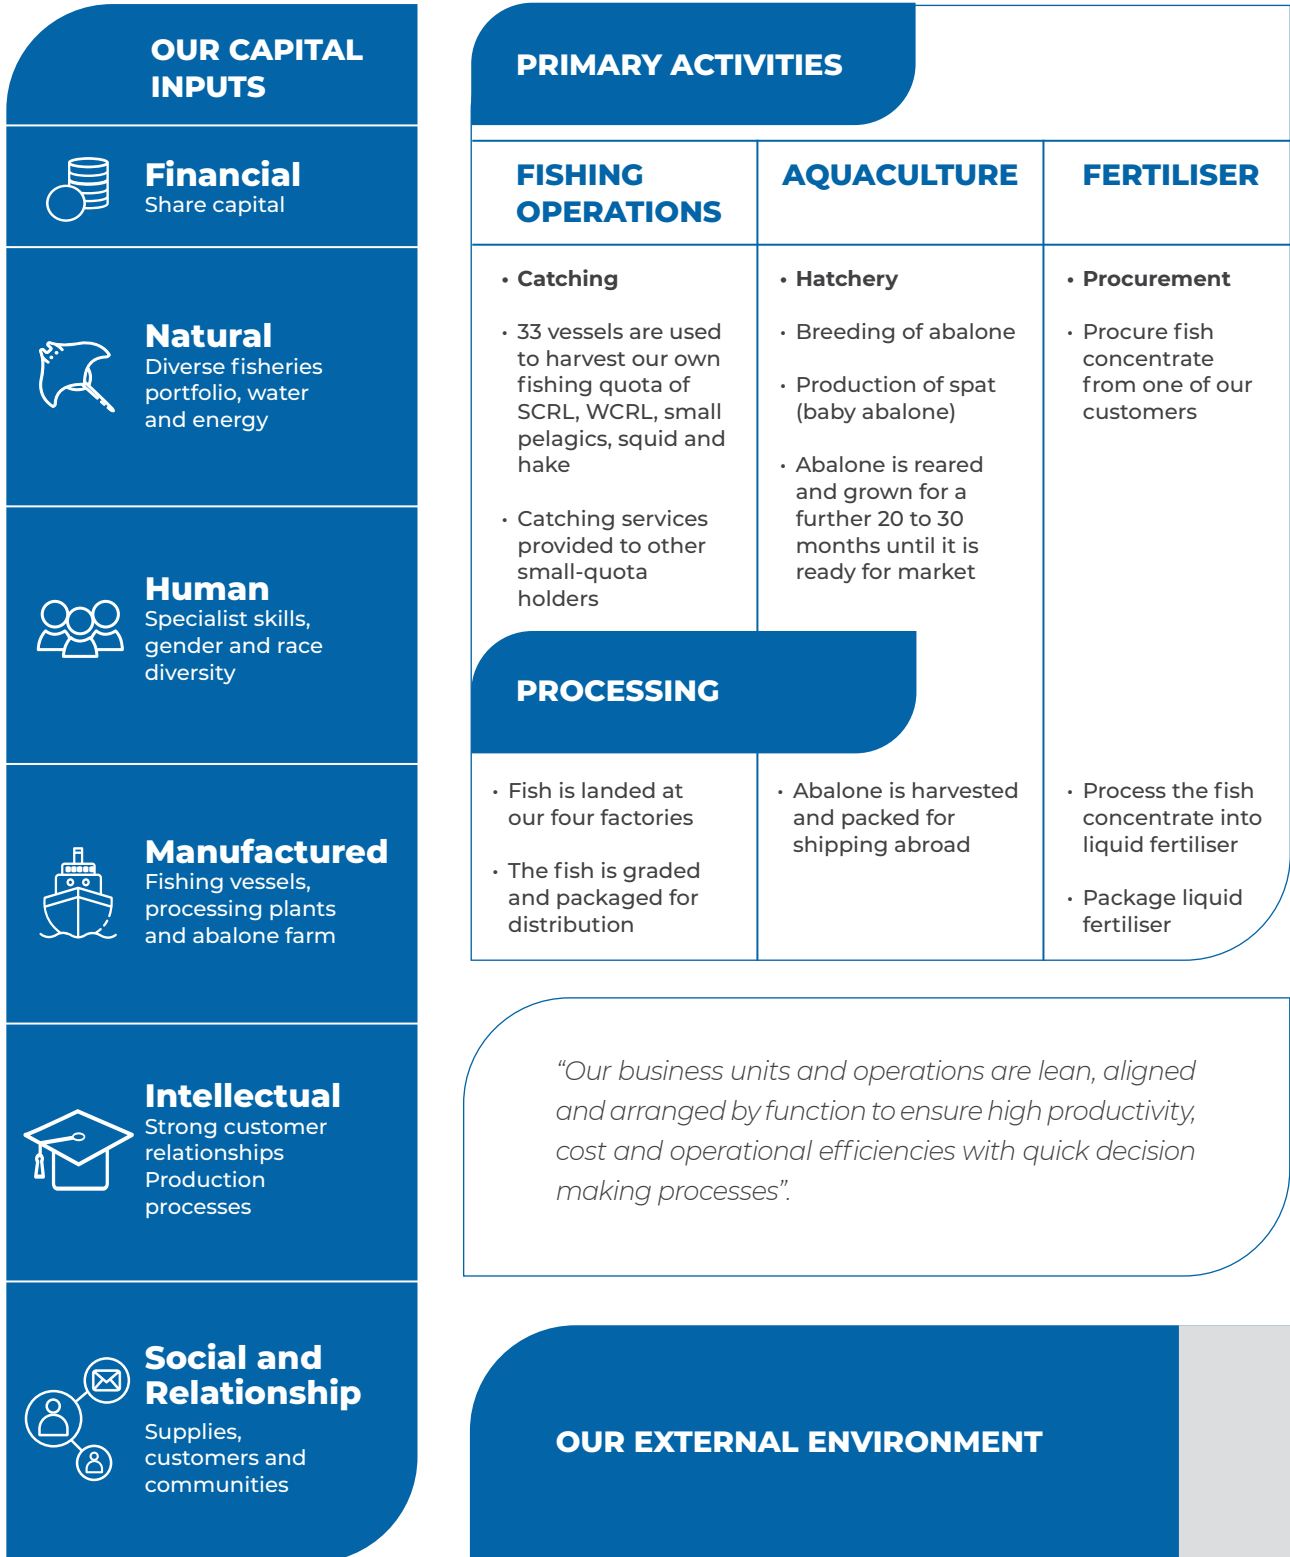 OUR CAPITAL
INPUTS
Financial
Share capital
Natural
Diverse fisheries
portfolio, water
and energy
Human
Specialist skills,
gender and race
diversity
Manufactured
Fishing vessels,
processing plants
and abalone farm
Intellectual
Strong customer
relationships
Production
processes
Social and
Relationship
Supplies,
customers and
communities
PRIMARY ACTIVITIES
FISHING
OPERATIONS
• Catching
• 33 vessels are used
to harvest our own
fishing quota of
SCRL, WCRL, small
pelagics, squid and
hake
• Catching services
provided to other
small-quota
holders
AQUACULTURE
• Hatchery
• Breeding of abalone
• Production of spat
(baby abalone)
• Abalone is reared
and grown for a
further 20 to 30
months until it is
ready for market
FERTILISER
• Procurement
• Procure fish
concentrate
from one of our
customers
PROCESSING
• Fish is landed at
our four factories
• The fish is graded
and packaged for
distribution
• Abalone is harvested
and packed for
shipping abroad
• Process the fish
concentrate into
liquid fertiliser
• Package liquid
fertiliser
“Our business units and operations are lean, aligned
and arranged by function to ensure high productivity,
cost and operational efficiencies with quick decision
making processes”.
OUR EXTERNAL ENVIRONMENT